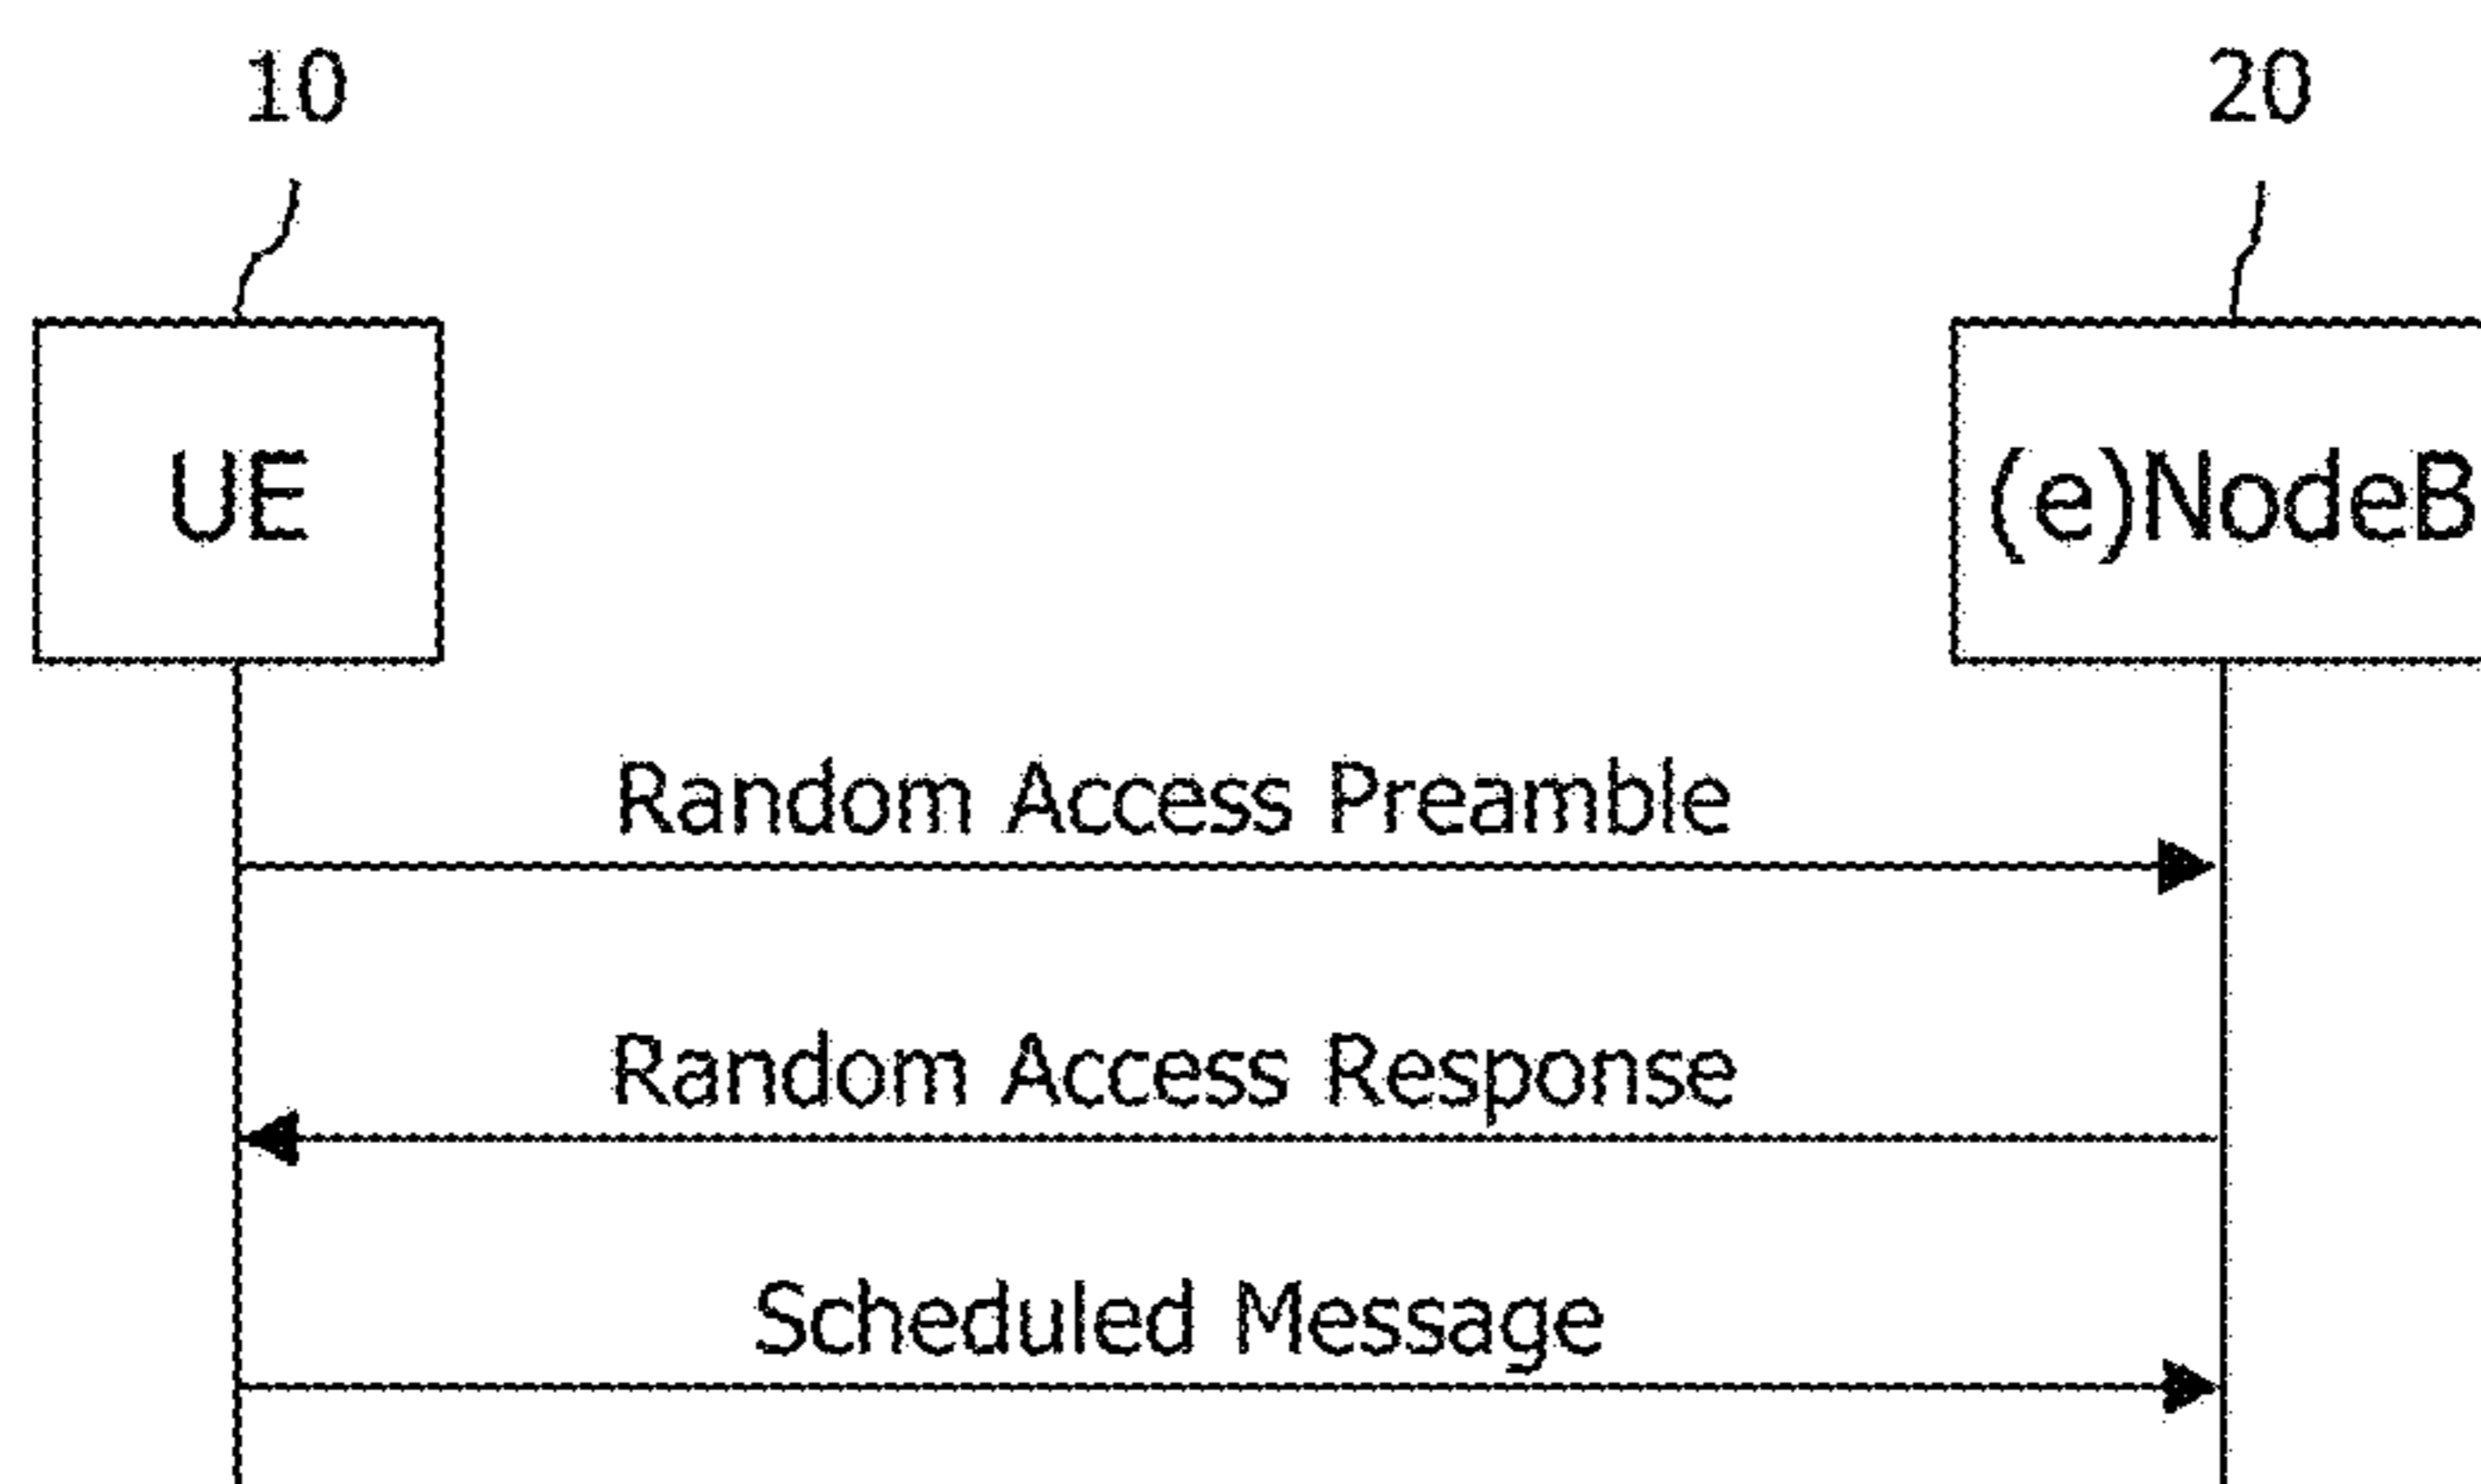 10
20
UE
(e)NodeB
Random Access Preamble
Random Access Response
Scheduled Message